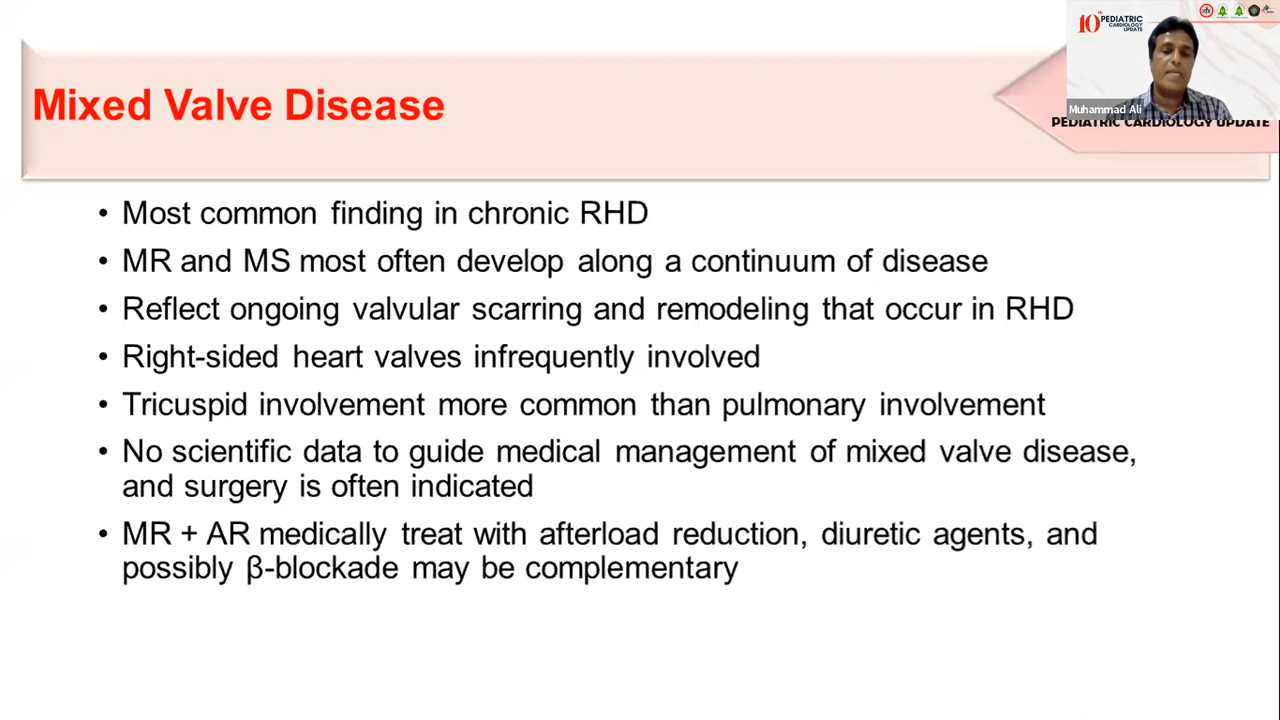 10th PEDIATRIC
CARDIOLOGY
UPDATE
Muhammad Ali
PEDIATRIC CARDIOLOGY UPDATE
Mixed Valve Disease
• Most common finding in chronic RHD
• MR and MS most often develop along a continuum of disease
• Reflect ongoing valvular scarring and remodeling that occur in RHD
• Right-sided heart valves infrequently involved
• Tricuspid involvement more common than pulmonary involvement
• No scientific data to guide medical management of mixed valve disease,
and surgery is often indicated
• MR + AR medically treat with afterload reduction, diuretic agents, and
possibly β-blockade may be complementary